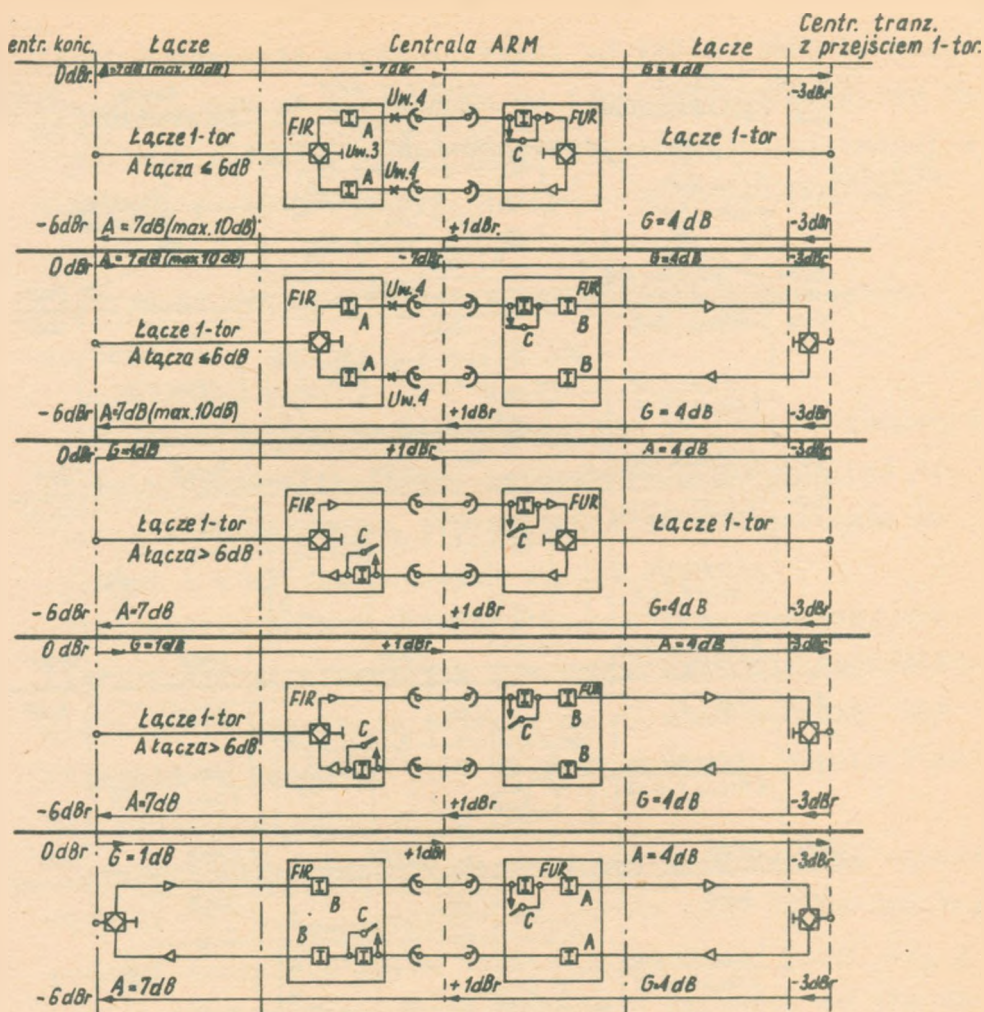 Centr. tranz.
entr. końc. Łącze Centrala ARM Łącze z przejściem 1-tor.
0dBr. A=7dB (max. 10dB) -7dBr G=4dB -3dBr
Uw.4
FIR A FUR
Łącze 1-tor Uw.3 C Łącze 1-tor
A Łącza ≤ 6dB A Uw.4
-6dBr A = 7dB (max. 10dB) +1dBr. G=4dB -3dBr
0dBr A = 7dB (max 10dB) -7dBr G=4dB -3dBr
Uw.4
FIR A FUR B
Łącze 1-tor C
A Łącza ≤ 6dB A B
Uw.4
-6dBr A=7dB (max. 10dB) +1dBr G = 4dB -3dBr
0dBr G=1dB +1dBr A = 4dB -3dBr
FIR FUR
Łącze 1-tor C C Łącze 1-tor
A Łącza > 6dB
-6dBr A=7dB +1dBr G=4dB -3dBr
0dBr G=1dB +1dBr A=4dB -3dBr
FIR FUR
Łącze 1-tor C C B
A Łącza > 6dB B
-6dBr A=7dB +1dBr G=4dB -3dBr
0dBr G = 1dB +1dBr A=4dB -3dBr
FIR B FUR A
B C C A
-6dBr A=7dB +1dBr G=4dB -3dBr